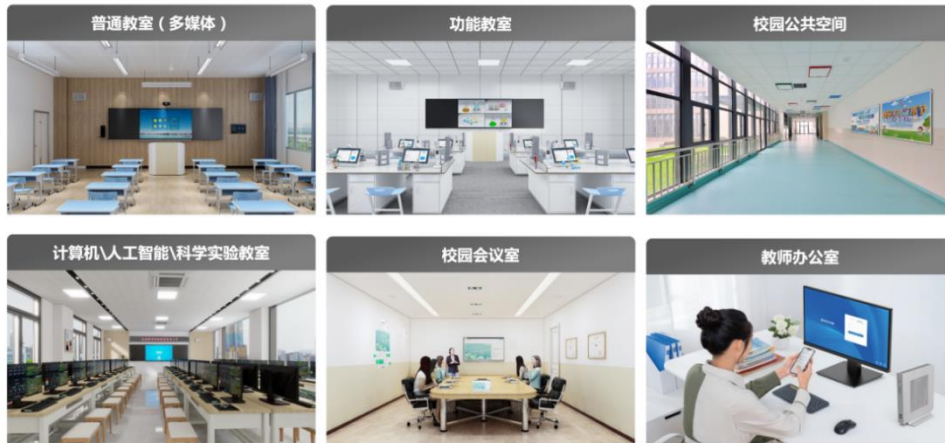 普通教室（多媒体）
功能教室
校园公共空间
计算机\人工智能\科学实验教室
校园会议室
教师办公室